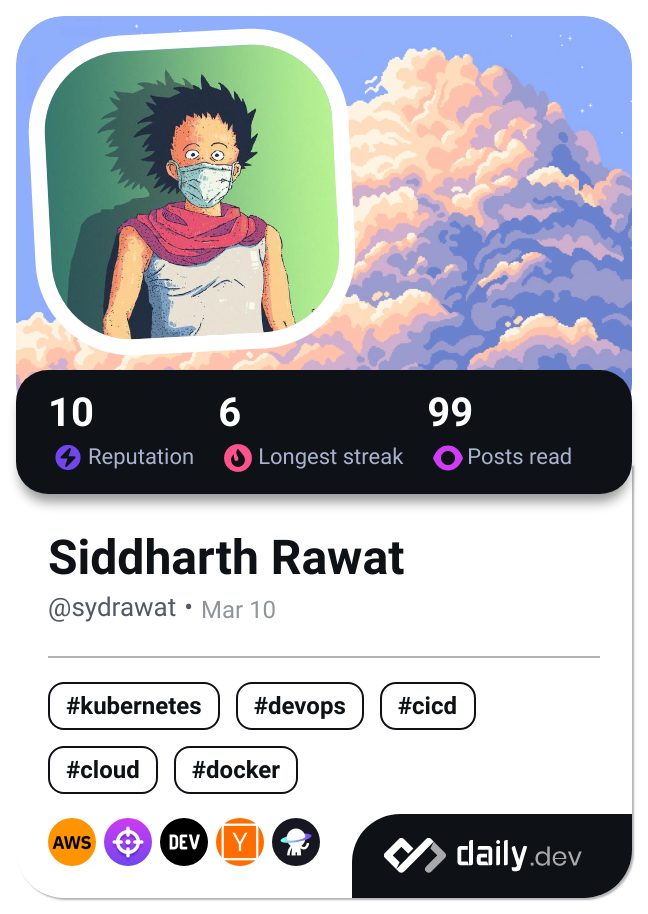 10 6 99
Reputation Longest streak Posts read
Siddharth Rawat
@sydrawat • Mar 10
#kubernetes #devops #cicd
#cloud #docker
AWS DEV Y daily.dev